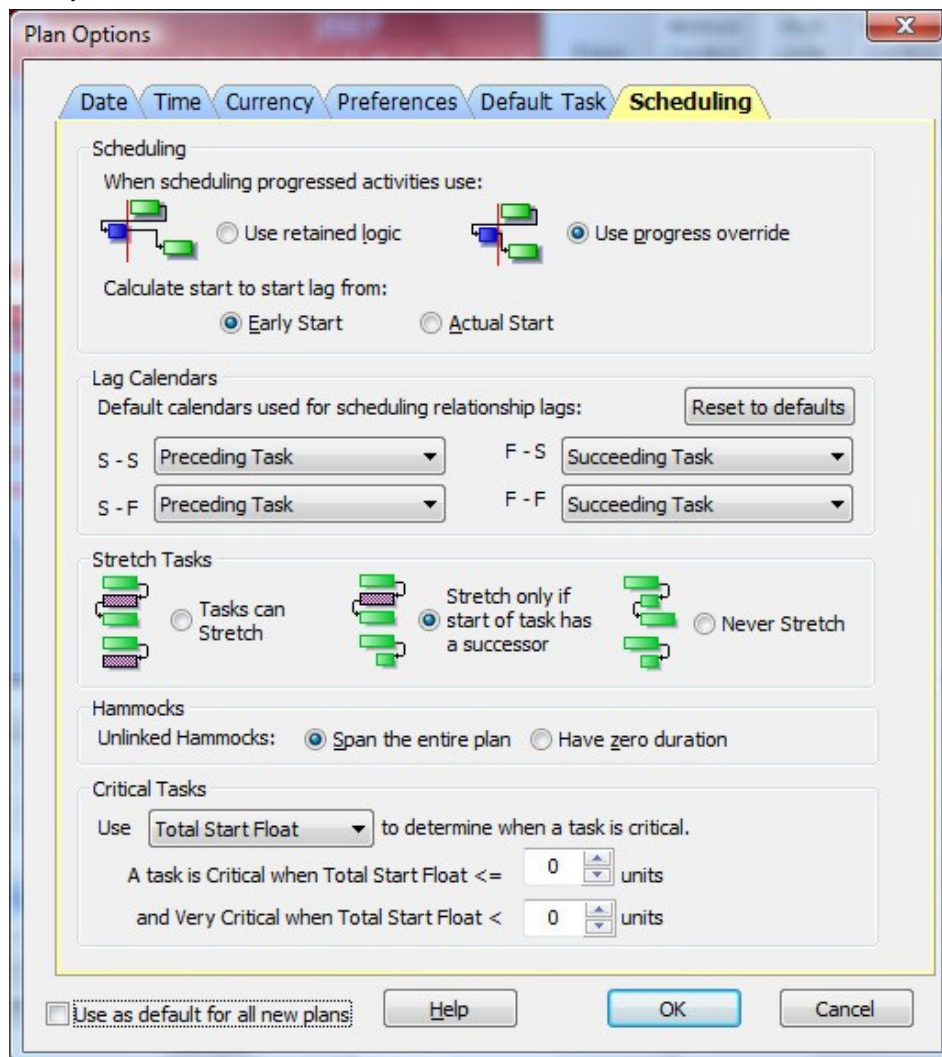 Plan Options
Date Time Currency Preferences Default Task Scheduling
Scheduling
When scheduling progressed activities use:
Use retained logic Use progress override
Calculate start to start lag from:
Early Start Actual Start
Lag Calendars
Default calendars used for scheduling relationship lags: Reset to defaults
S - S Preceding Task F - S Succeeding Task
S - F Preceding Task F - F Succeeding Task
Stretch Tasks
Tasks can Stretch
Stretch only if start of task has a successor
Never Stretch
Hammocks
Unlinked Hammocks: Span the entire plan Have zero duration
Critical Tasks
Use Total Start Float to determine when a task is critical.
A task is Critical when Total Start Float <= 0 units
and Very Critical when Total Start Float < 0 units
Use as default for all new plans Help OK Cancel